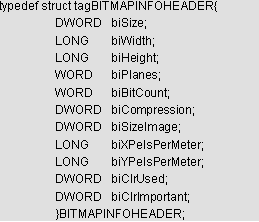 typedef struct tagBITMAPINFOHEADER{
DWORD biSize;
LONG biWidth;
LONG biHeight;
WORD biPlanes;
WORD biBitCount;
DWORD biCompression;
DWORD biSizeImage;
LONG biXPelsPerMeter;
LONG biYPelsPerMeter;
DWORD biClrUsed;
DWORD biClrImportant;
}BITMAPINFOHEADER;